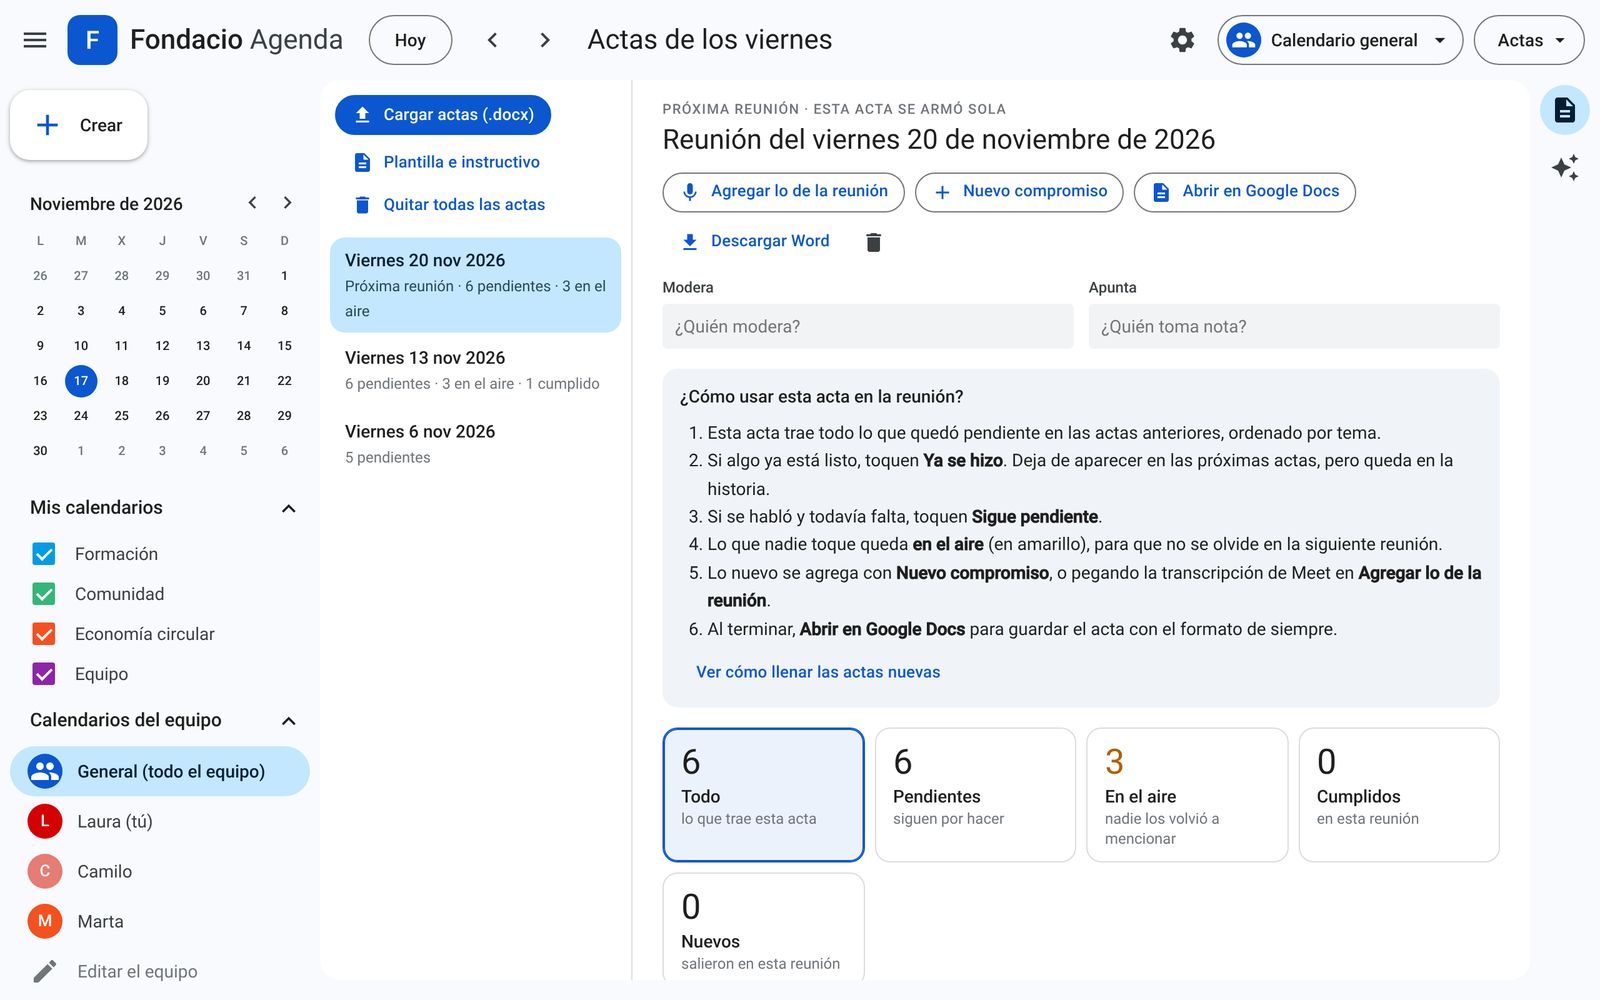 F Fondacio Agenda
Hoy
Actas de los viernes
Calendario general
Actas
Crear
Noviembre de 2026
L M X J V S D
26 27 28 29 30 31 1
2 3 4 5 6 7 8
9 10 11 12 13 14 15
16 17 18 19 20 21 22
23 24 25 26 27 28 29
30 1 2 3 4 5 6
Mis calendarios
Formación
Comunidad
Economía circular
Equipo
Calendarios del equipo
General (todo el equipo)
L Laura (tú)
C Camilo
M Marta
Editar el equipo
Cargar actas (.docx)
Plantilla e instructivo
Quitar todas las actas
Viernes 20 nov 2026
Próxima reunión · 6 pendientes · 3 en el
aire
Viernes 13 nov 2026
6 pendientes · 3 en el aire · 1 cumplido
Viernes 6 nov 2026
5 pendientes
PRÓXIMA REUNIÓN · ESTA ACTA SE ARMÓ SOLA
Reunión del viernes 20 de noviembre de 2026
Agregar lo de la reunión
Nuevo compromiso
Abrir en Google Docs
Descargar Word
Modera
¿Quién modera?
Apunta
¿Quién toma nota?
¿Cómo usar esta acta en la reunión?
1. Esta acta trae todo lo que quedó pendiente en las actas anteriores, ordenado por tema.
2. Si algo ya está listo, toquen Ya se hizo. Deja de aparecer en las próximas actas, pero queda en la
historia.
3. Si se habló y todavía falta, toquen Sigue pendiente.
4. Lo que nadie toque queda en el aire (en amarillo), para que no se olvide en la siguiente reunión.
5. Lo nuevo se agrega con Nuevo compromiso, o pegando la transcripción de Meet en Agregar lo de la
reunión.
6. Al terminar, Abrir en Google Docs para guardar el acta con el formato de siempre.
Ver cómo llenar las actas nuevas
6
Todo
lo que trae esta acta
6
Pendientes
siguen por hacer
3
En el aire
nadie los volvió a
mencionar
0
Cumplidos
en esta reunión
0
Nuevos
salieron en esta reunión